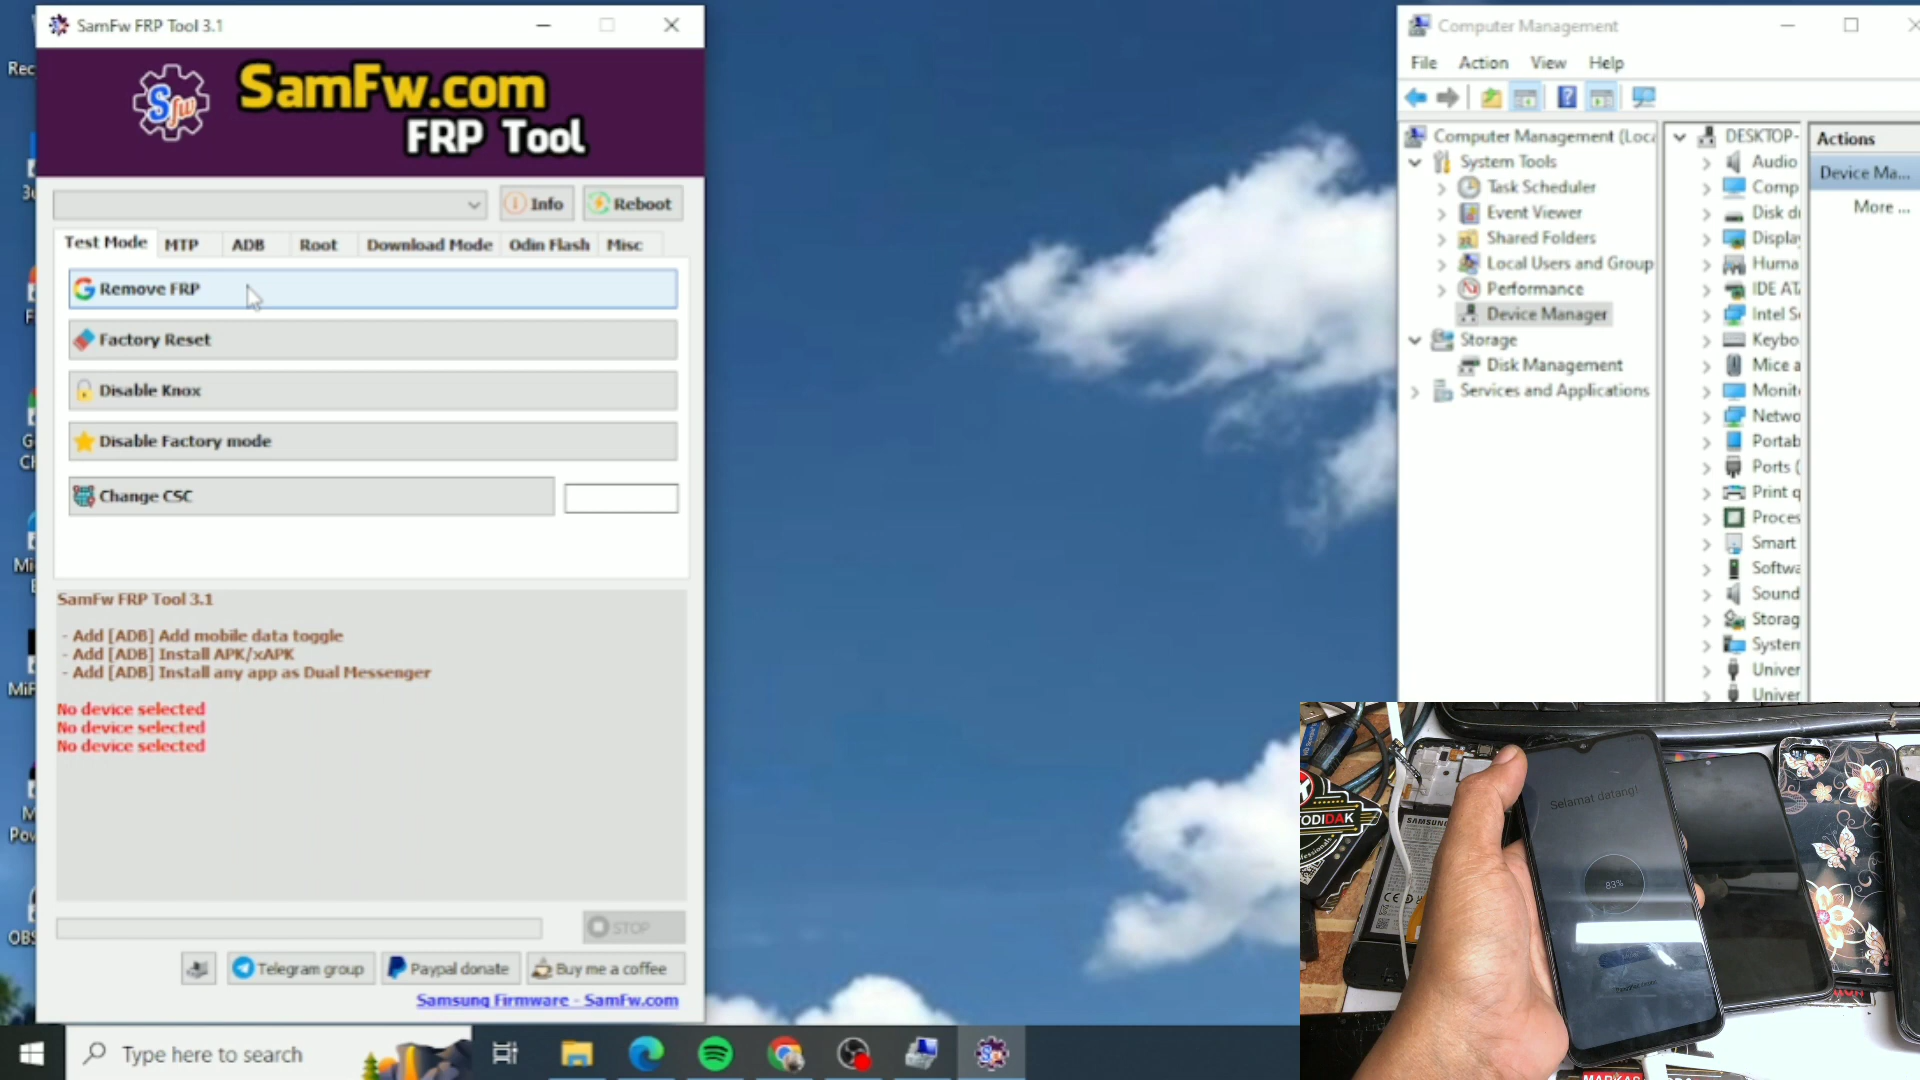 SamFw FRP Tool 3.1
SamFw.com
FRP Tool
Info
Reboot
Test Mode
MTP
ADB
Root
Download Mode
Odin Flash
Misc
Remove FRP
Factory Reset
Disable Knox
Disable Factory mode
Change CSC
SamFw FRP Tool 3.1
- Add [ADB] Add mobile data toggle
- Add [ADB] Install APK/xAPK
- Add [ADB] Install any app as Dual Messenger
No device selected
No device selected
No device selected
STOP
Telegram group
Paypal donate
Buy me a coffee
Samsung Firmware - SamFw.com
Type here to search
Computer Management
File
Action
View
Help
Computer Management (Loca
System Tools
Task Scheduler
Event Viewer
Shared Folders
Local Users and Group
Performance
Device Manager
Storage
Disk Management
Services and Applications
DESKTOP-
Audio
Comp
Disk d
Display
Huma
IDE AT
Intel S
Keybo
Mice a
Monit
Netwo
Portab
Ports (
Print q
Proces
Smart
Softwa
Sound
Storag
System
Univer
Univer
Actions
Device Ma...
More ...
Rec
OBS
Selamat datang!
83%
SAMSUNG
ODIDAK
MARKAS